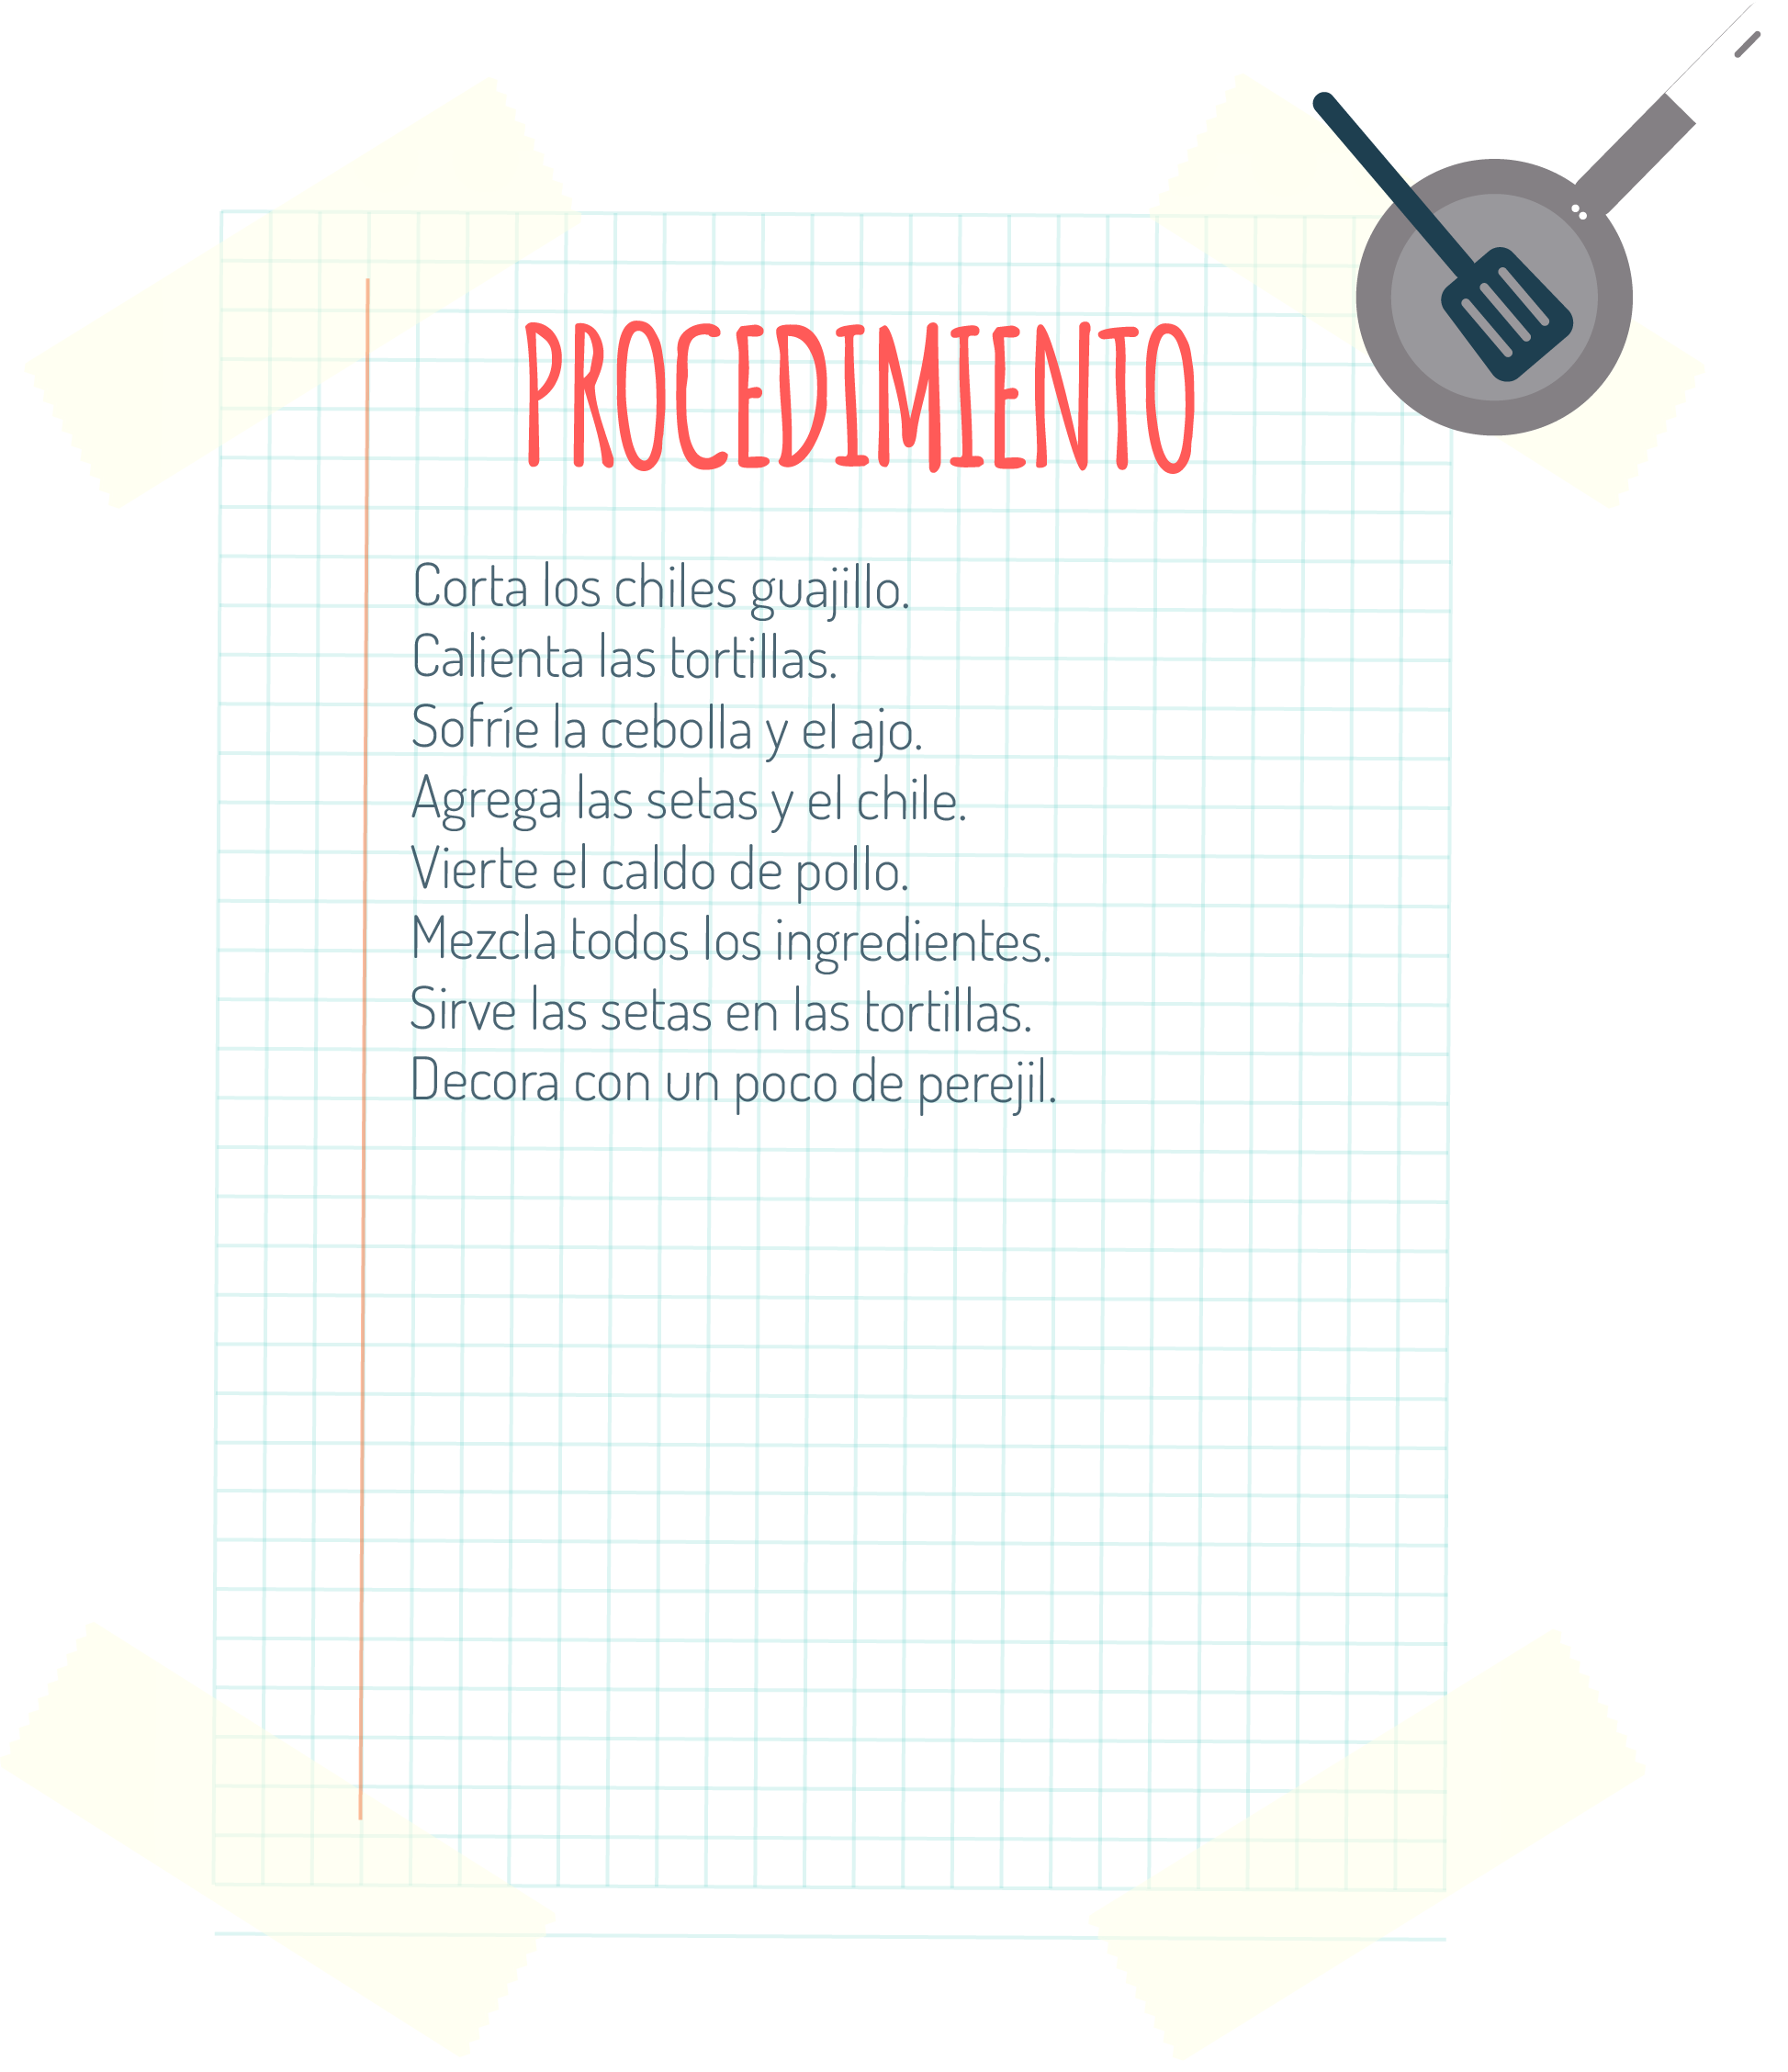 PROCEDIMIENTO
Corta los chiles guajillo.
Calienta las tortillas.
Sofríe la cebolla y el ajo.
Agrega las setas y el chile.
Vierte el caldo de pollo.
Mezcla todos los ingredientes.
Sirve las setas en las tortillas.
Decora con un poco de perejil.